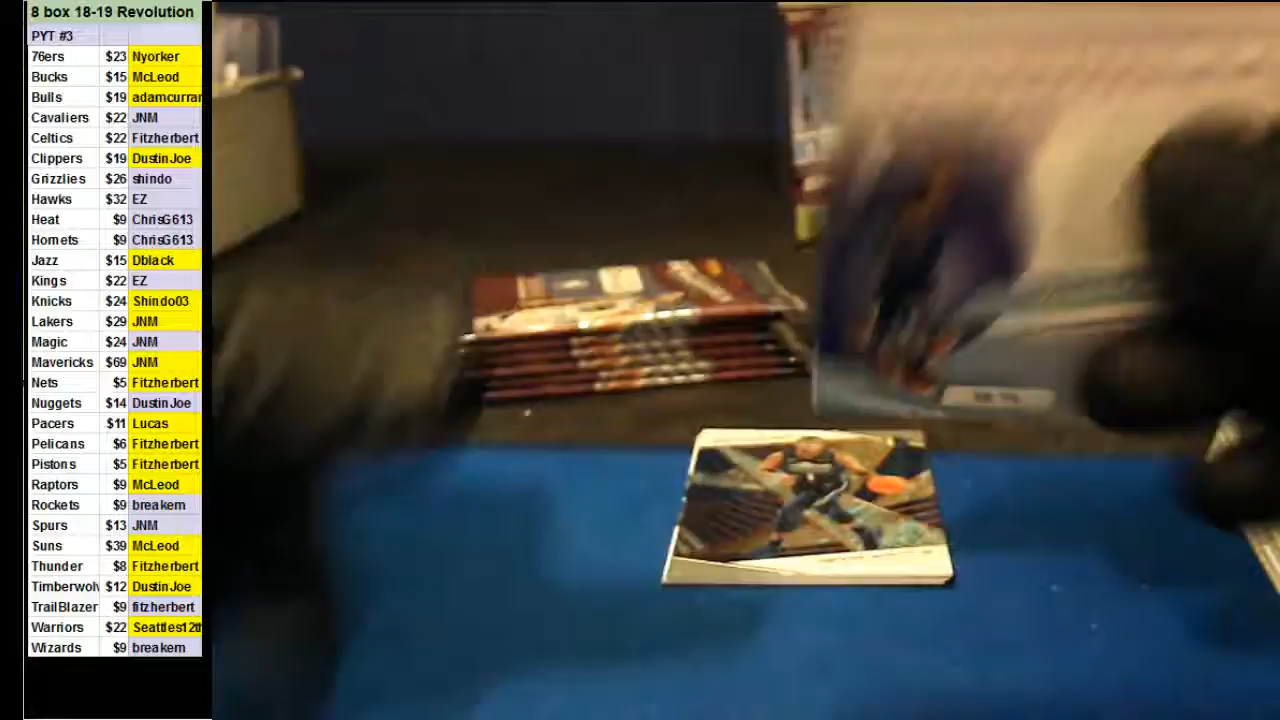 8 box 18-19 Revolution
PYT #3
76ers $23 Nyorker
Bucks $15 McLeod
Bulls $19 adamcurran
Cavaliers $22 JNM
Celtics $22 Fitzherbert
Clippers $19 DustinJoe
Grizzlies $26 shindo
Hawks $32 EZ
Heat $9 ChrisG613
Hornets $9 ChrisG613
Jazz $15 Dblack
Kings $22 EZ
Knicks $24 Shindo03
Lakers $29 JNM
Magic $24 JNM
Mavericks $69 JNM
Nets $5 Fitzherbert
Nuggets $14 DustinJoe
Pacers $11 Lucas
Pelicans $6 Fitzherbert
Pistons $5 Fitzherbert
Raptors $9 McLeod
Rockets $9 breakem
Spurs $13 JNM
Suns $39 McLeod
Thunder $8 Fitzherbert
Timberwolv $12 DustinJoe
TrailBlazer $9 fitzherbert
Warriors $22 Seattles12th
Wizards $9 breakem